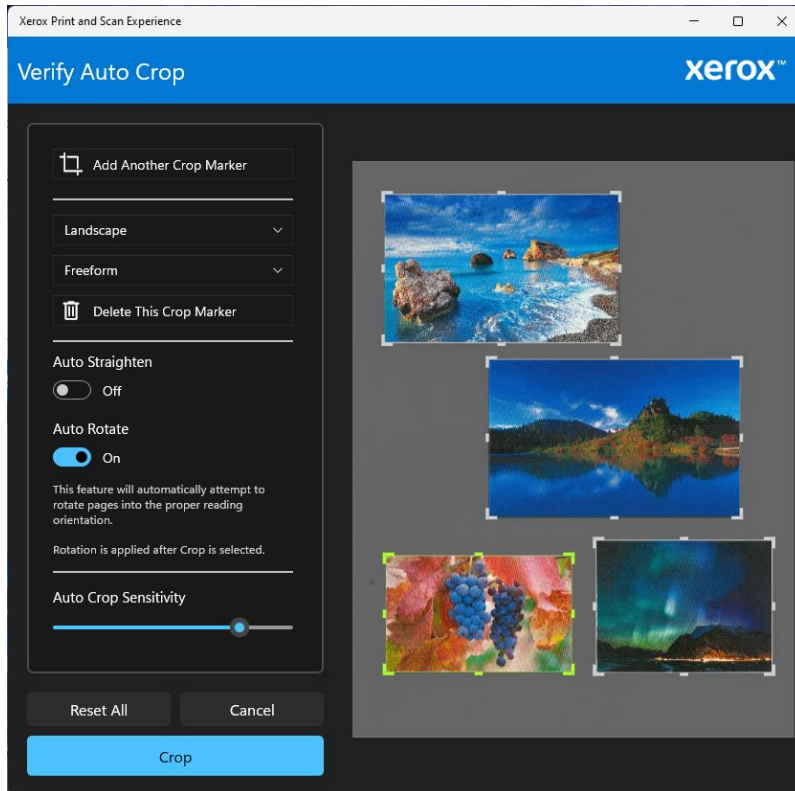 Xerox Print and Scan Experience
Verify Auto Crop
xerox™
Add Another Crop Marker
Landscape
Freeform
Delete This Crop Marker
Auto Straighten
Off
Auto Rotate
On
This feature will automatically attempt to
rotate pages into the proper reading
orientation.
Rotation is applied after Crop is selected.
Auto Crop Sensitivity
Reset All
Cancel
Crop